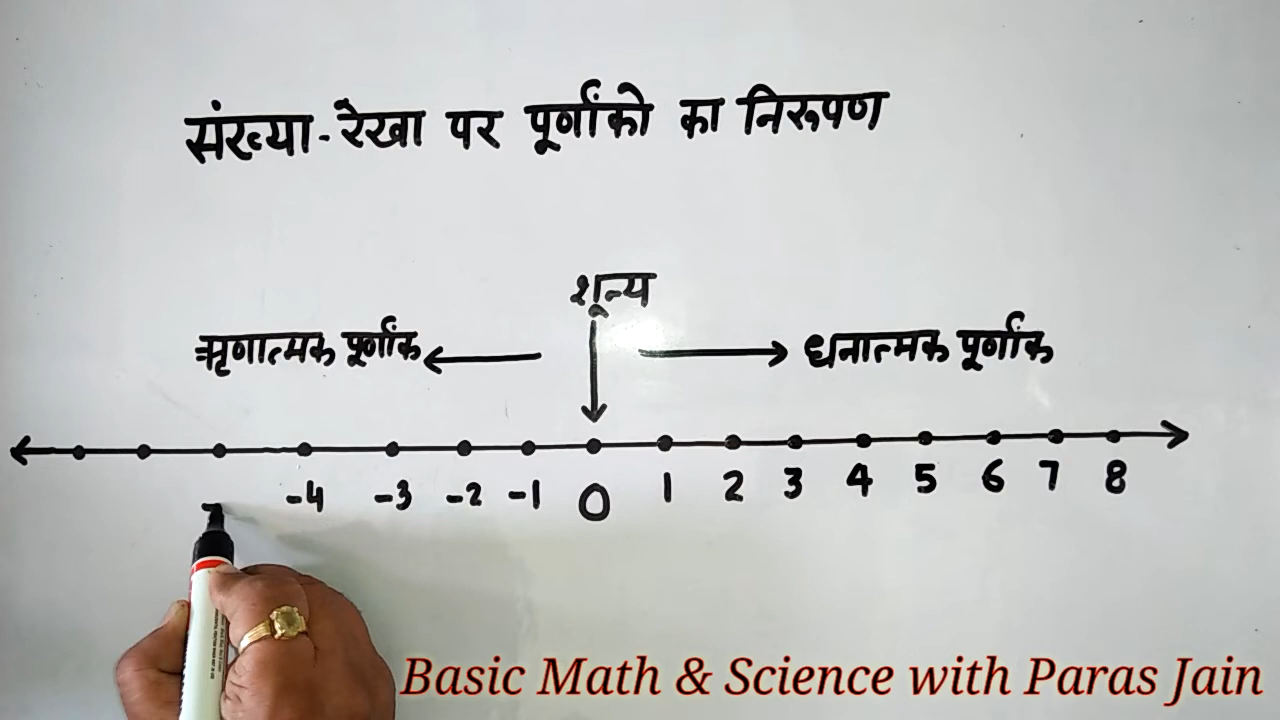 संख्या-रेखा पर पूर्णांको का निरूपण
शून्य
ऋणात्मक पूर्णांक धनात्मक पूर्णांक
-4 -3 -2 -1 0 1 2 3 4 5 6 7 8
Basic Math & Science with Paras Jain